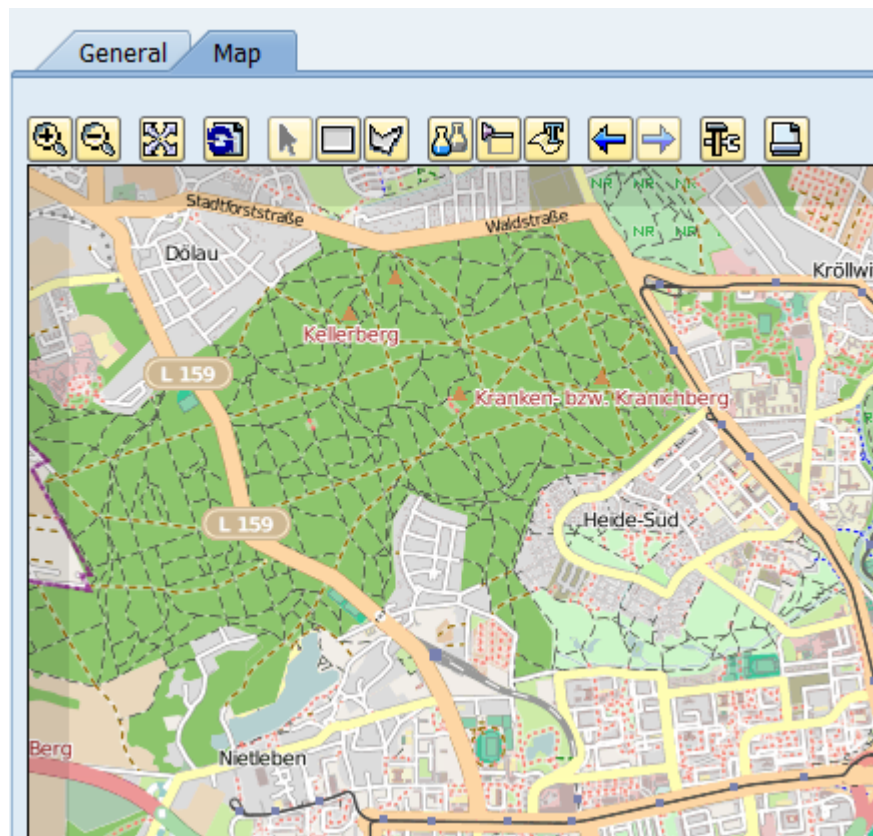 General
Map
Stadtforststraße
Waldstraße
NR NR NR
NR NR
Dölau
Kröllwi
Kellerberg
L 159
Kranken- bzw. Kranichberg
L 159
Heide-Süd
Berg
Nietleben